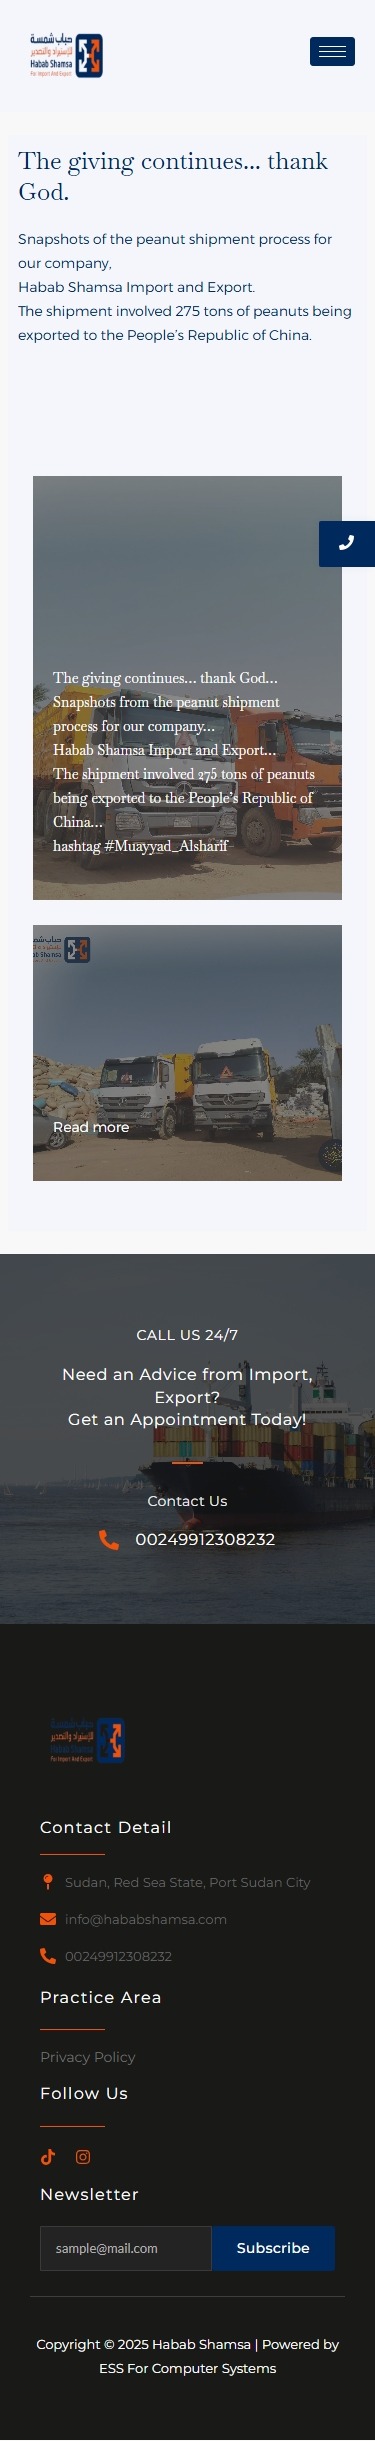 حباب شمسة
للإستيراد والتصدير
Habab Shamsa
For Import And Export
The giving continues… thank
God.
Snapshots of the peanut shipment process for
our company,
Habab Shamsa Import and Export.
The shipment involved 275 tons of peanuts being
exported to the People’s Republic of China.
The giving continues… thank God…
Snapshots from the peanut shipment
process for our company…
Habab Shamsa Import and Export…
The shipment involved 275 tons of peanuts
being exported to the People’s Republic of
China…
hashtag #Muayyad_Alsharif
Read more
CALL US 24/7
Need an Advice from Import,
Export?
Get an Appointment Today!
Contact Us
00249912308232
حباب شمسة
للإستيراد والتصدير
Habab Shamsa
For Import And Export
Contact Detail
Sudan, Red Sea State, Port Sudan City
info@hababshamsa.com
00249912308232
Practice Area
Privacy Policy
Follow Us
Newsletter
sample@mail.com
Subscribe
Copyright © 2025 Habab Shamsa | Powered by
ESS For Computer Systems